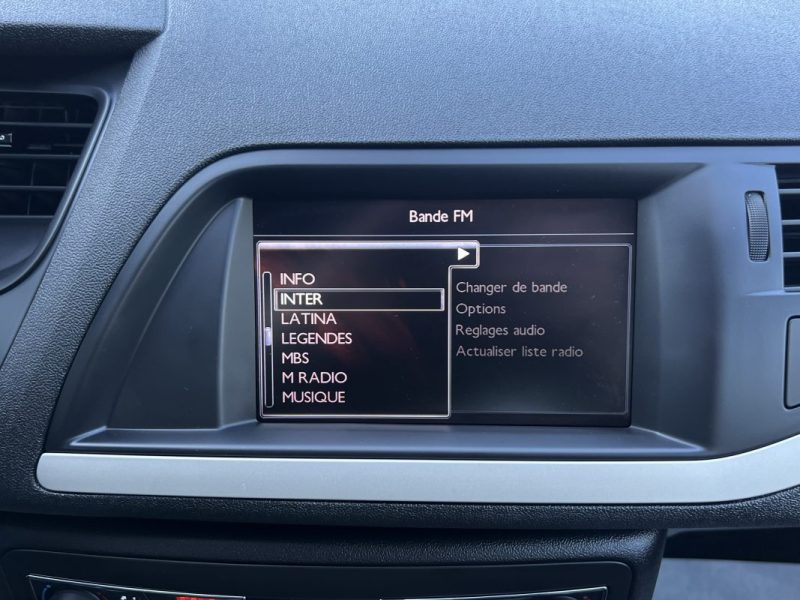 Bande FM
INFO
INTER
LATINA
LEGENDES
MBS
M RADIO
MUSIQUE
Changer de bande
Options
Reglages audio
Actualiser liste radio